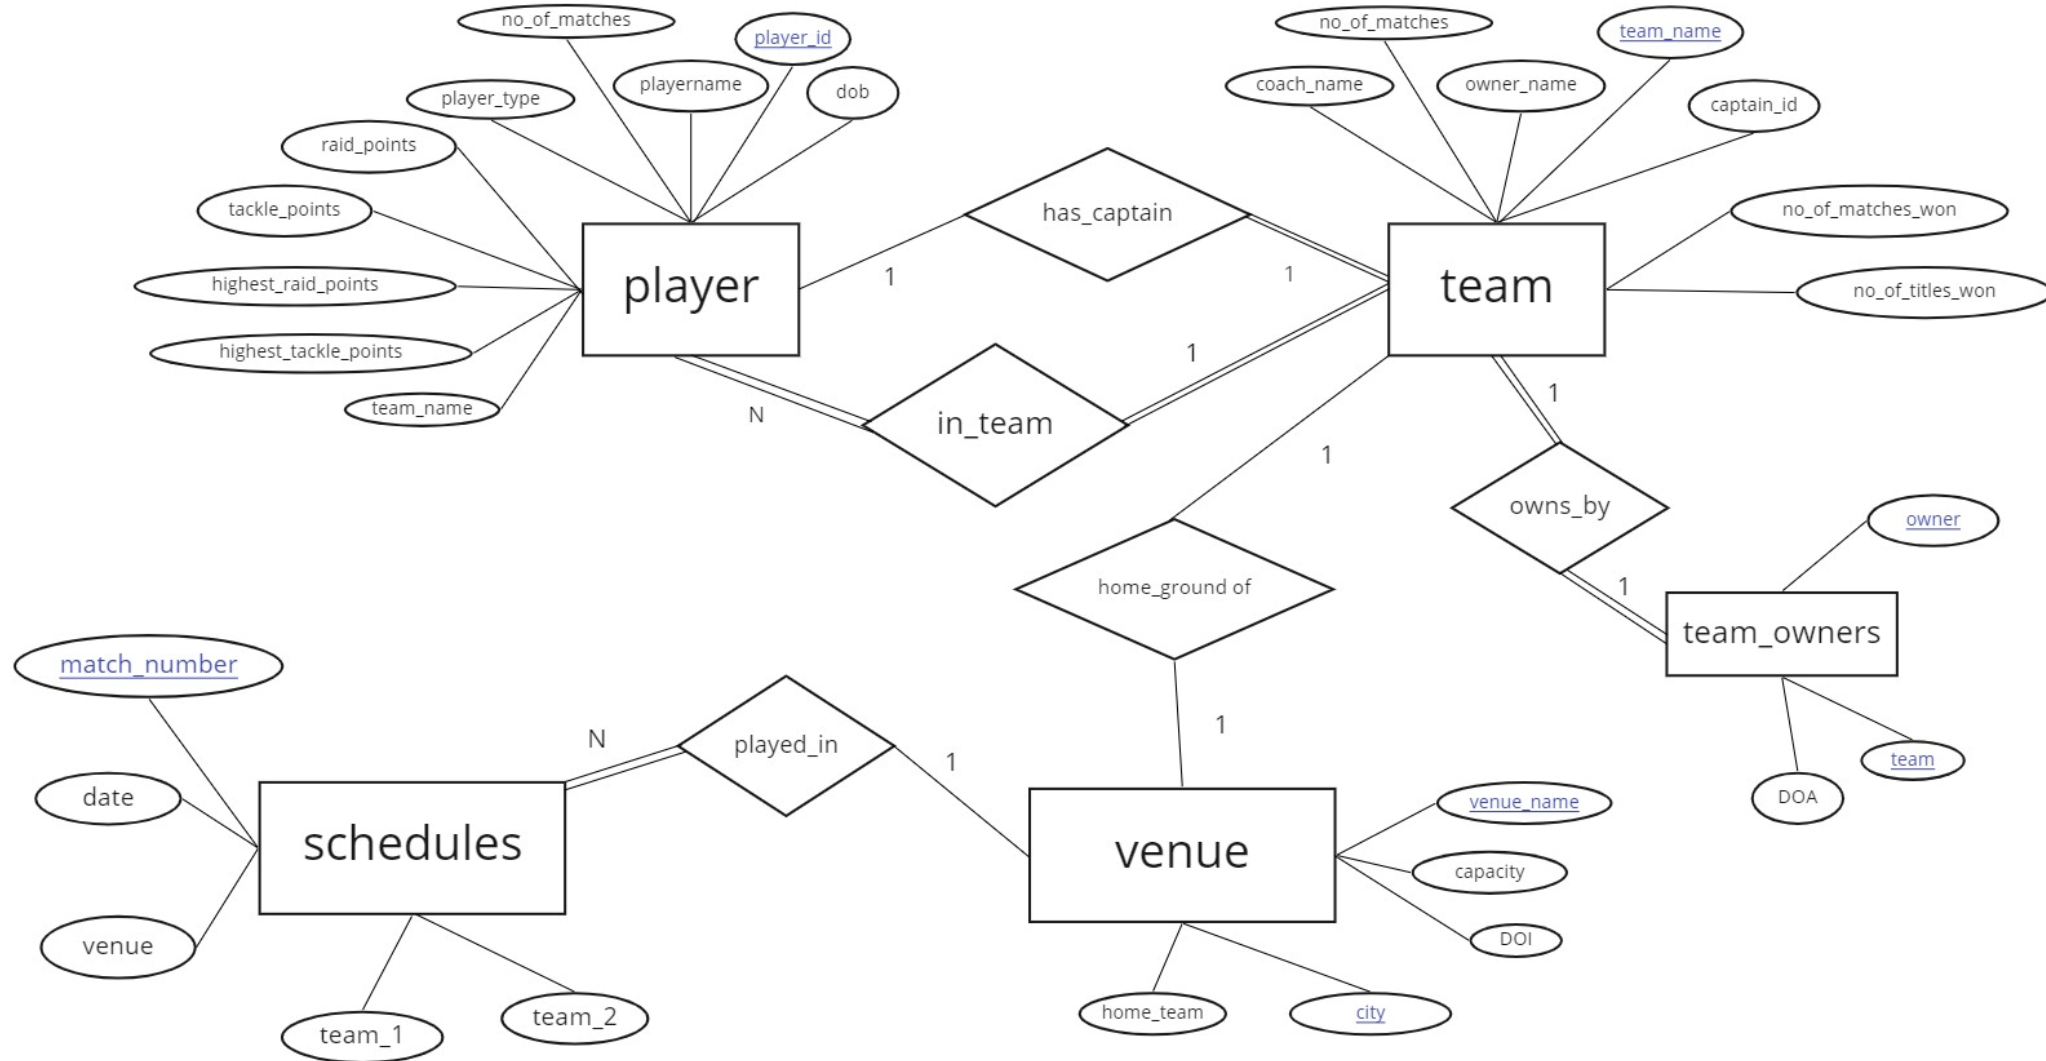 no_of_matches
player_id
playername
dob
player_type
raid_points
tackle_points
highest_raid_points
highest_tackle_points
team_name
player
no_of_matches
team_name
coach_name
owner_name
captain_id
no_of_matches_won
no_of_titles_won
team
has_captain
1
1
in_team
N
1
1
home_ground of
1
1
owns_by
1
owner
team_owners
team
DOA
match_number
date
venue
schedules
team_1
team_2
N
played_in
1
venue
venue_name
capacity
DOI
home_team
city